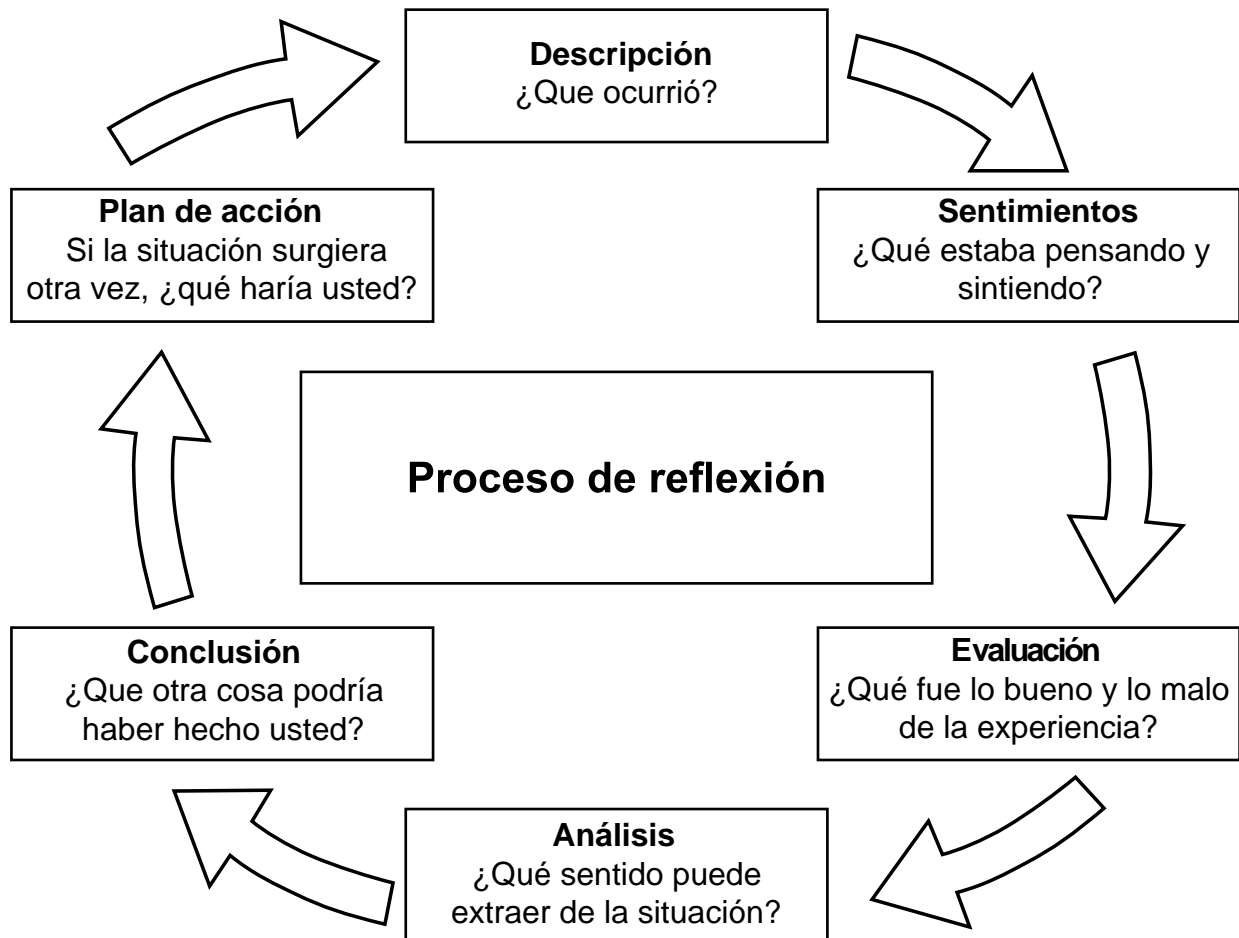 Descripción
¿Que ocurrió?
Sentimientos
¿Qué estaba pensando y
sintiendo?
Evaluación
¿Qué fue lo bueno y lo malo
de la experiencia?
Análisis
¿Qué sentido puede
extraer de la situación?
Conclusión
¿Que otra cosa podría
haber hecho usted?
Plan de acción
Si la situación surgiera
otra vez, ¿qué haría usted?
Proceso de reflexión